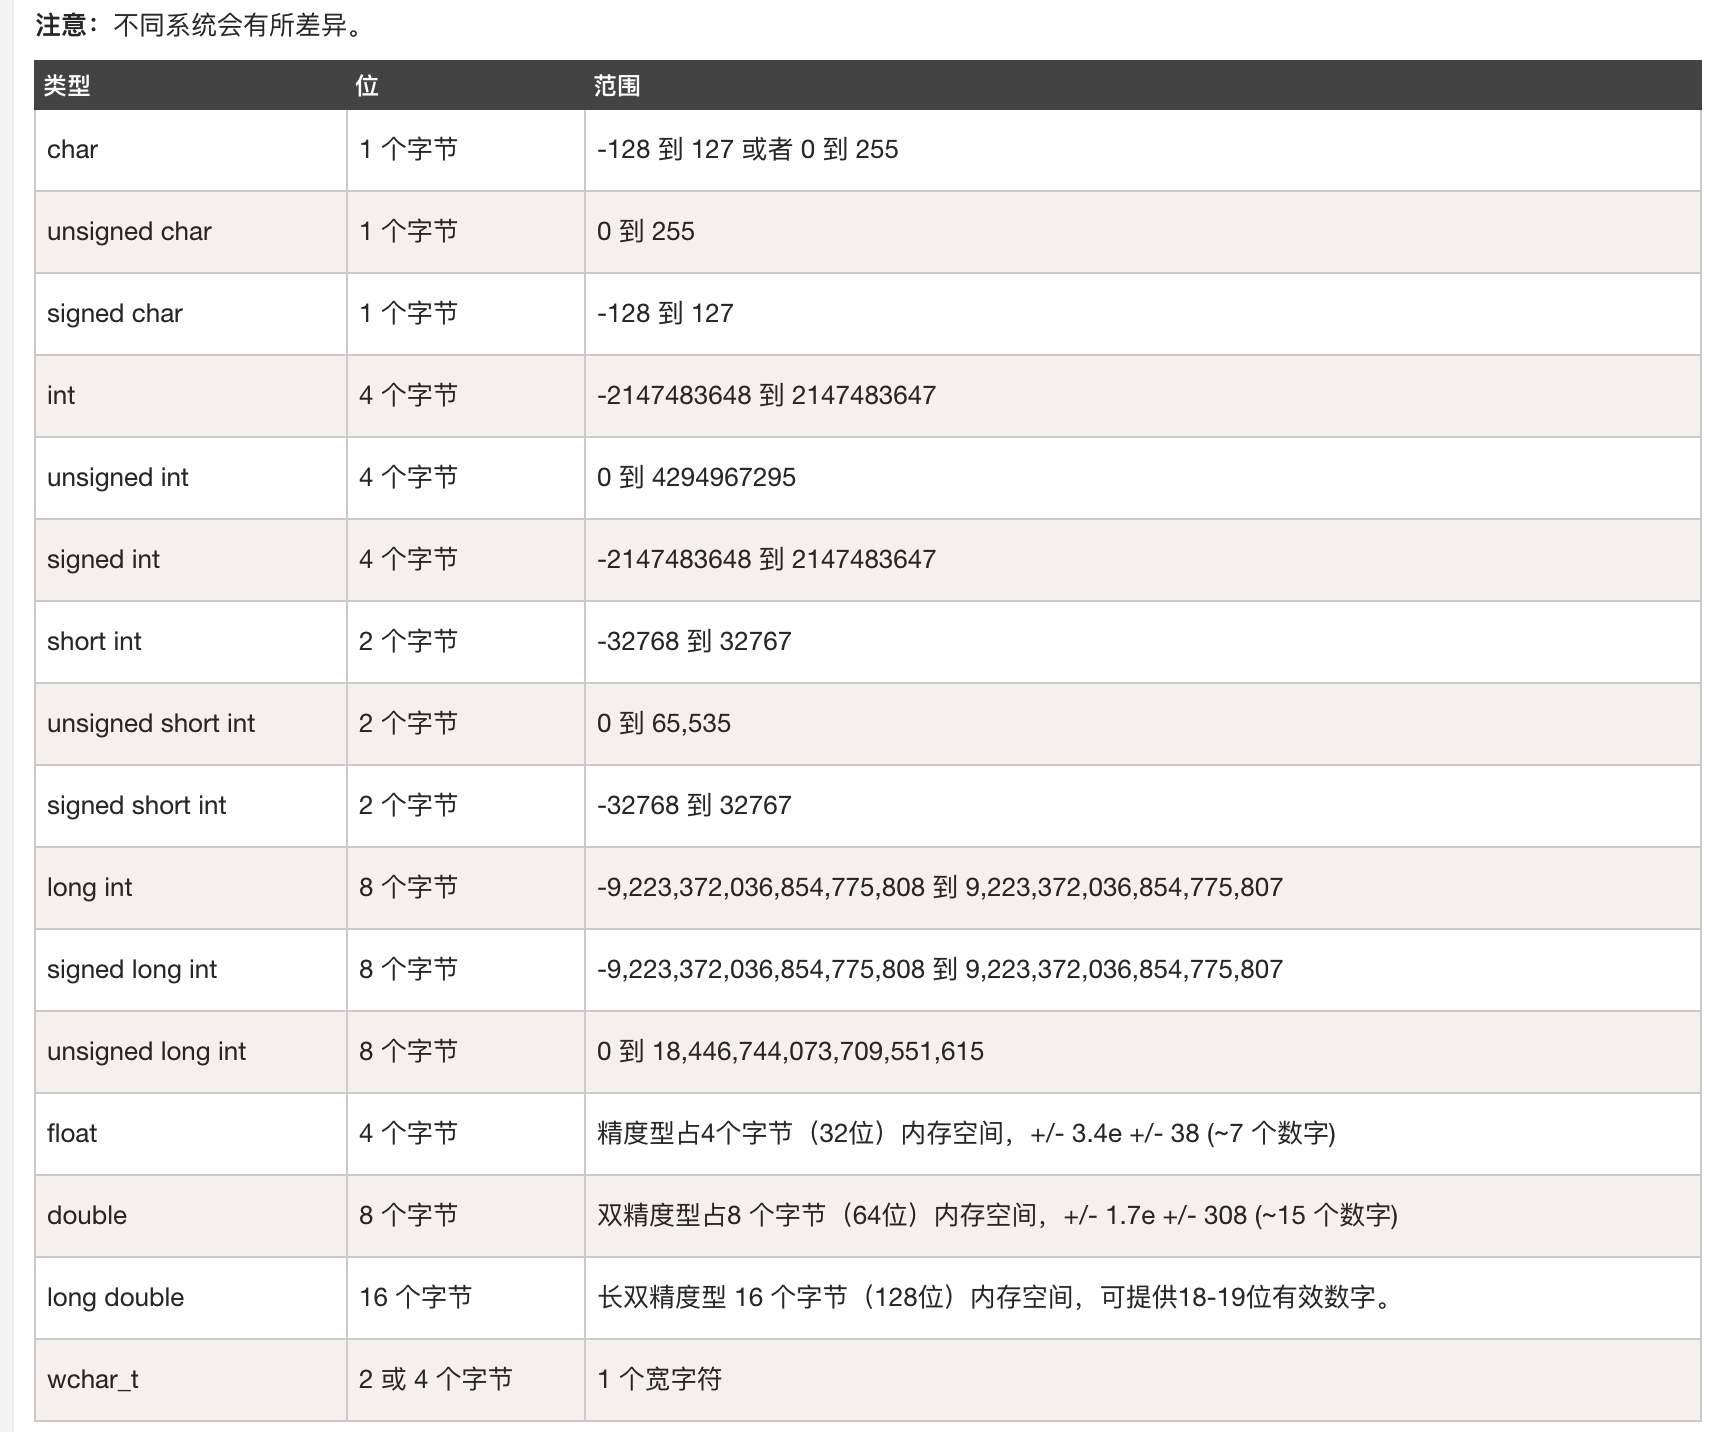 注意：不同系统会有所差异。
类型 位 范围
char 1 个字节 -128 到 127 或者 0 到 255
unsigned char 1 个字节 0 到 255
signed char 1 个字节 -128 到 127
int 4 个字节 -2147483648 到 2147483647
unsigned int 4 个字节 0 到 4294967295
signed int 4 个字节 -2147483648 到 2147483647
short int 2 个字节 -32768 到 32767
unsigned short int 2 个字节 0 到 65,535
signed short int 2 个字节 -32768 到 32767
long int 8 个字节 -9,223,372,036,854,775,808 到 9,223,372,036,854,775,807
signed long int 8 个字节 -9,223,372,036,854,775,808 到 9,223,372,036,854,775,807
unsigned long int 8 个字节 0 到 18,446,744,073,709,551,615
float 4 个字节 精度型占4个字节（32位）内存空间，+/- 3.4e +/- 38 (~7 个数字)
double 8 个字节 双精度型占8 个字节（64位）内存空间，+/- 1.7e +/- 308 (~15 个数字)
long double 16 个字节 长双精度型 16 个字节（128位）内存空间，可提供18-19位有效数字。
wchar_t 2 或 4 个字节 1 个宽字符